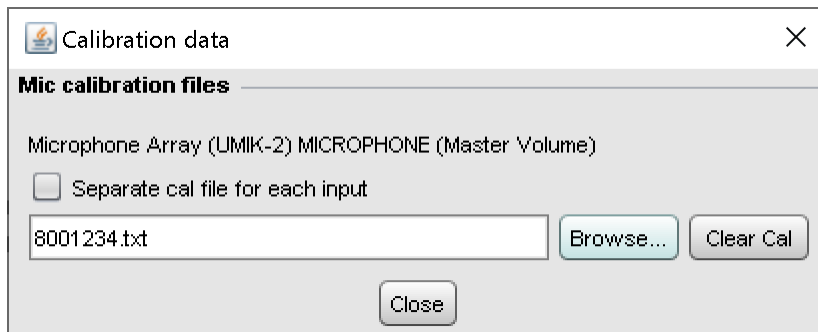 Calibration data
Mic calibration files
Microphone Array (UMIK-2) MICROPHONE (Master Volume)
Separate cal file for each input
8001234.txt Browse... Clear Cal
Close